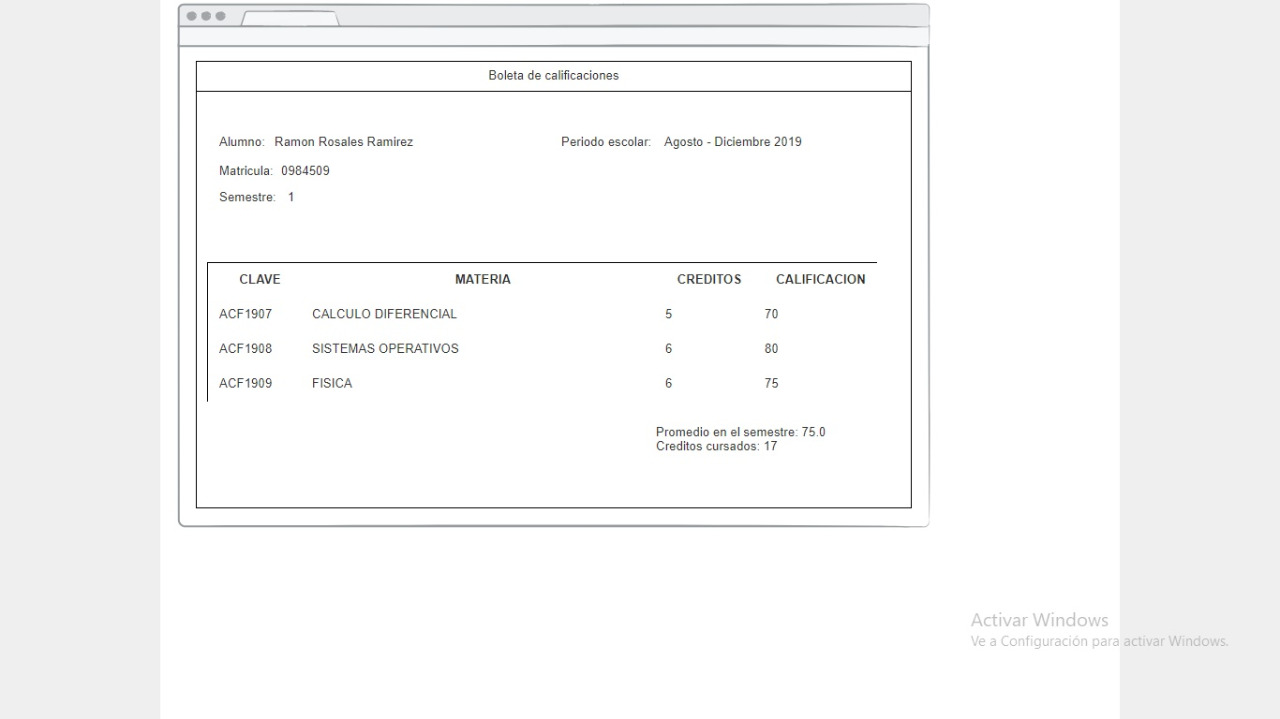 Boleta de calificaciones
Alumno: Ramon Rosales Ramirez Periodo escolar: Agosto - Diciembre 2019
Matricula: 0984509
Semestre: 1
CLAVE MATERIA CREDITOS CALIFICACION
ACF1907 CALCULO DIFERENCIAL 5 70
ACF1908 SISTEMAS OPERATIVOS 6 80
ACF1909 FISICA 6 75
Promedio en el semestre: 75.0
Creditos cursados: 17
Activar Windows
Ve a Configuración para activar Windows.